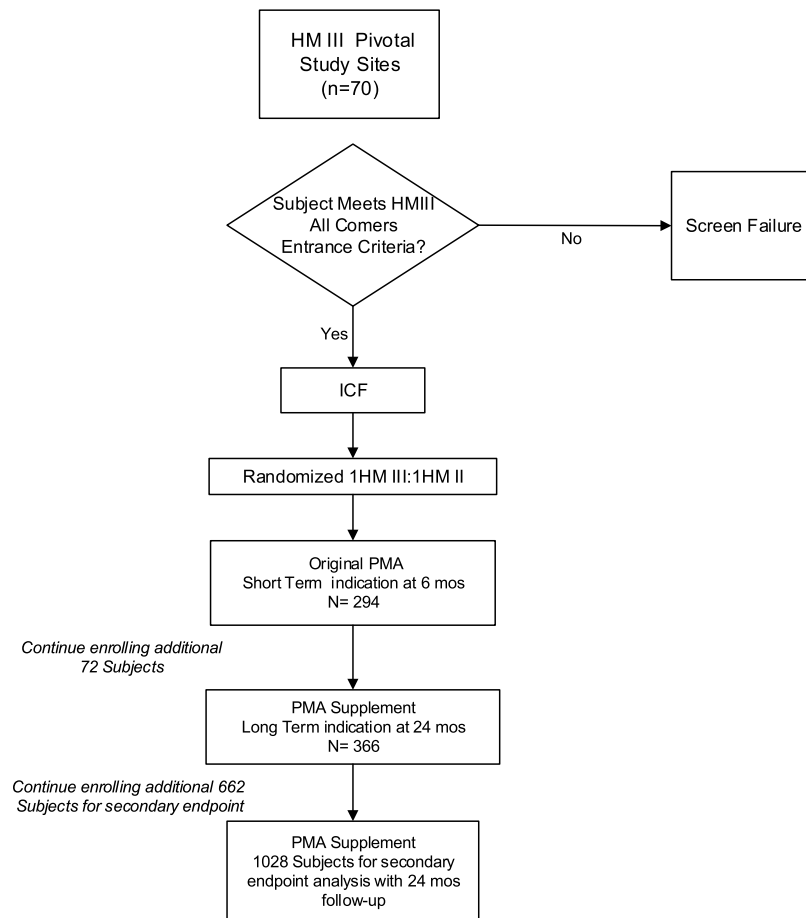 HM III Pivotal
Study Sites
(n=70)
Subject Meets HMIII
All Comers
Entrance Criteria?
No
Screen Failure
Yes
ICF
Randomized 1HM III:1HM II
Original PMA
Short Term indication at 6 mos
N= 294
Continue enrolling additional
72 Subjects
PMA Supplement
Long Term indication at 24 mos
N= 366
Continue enrolling additional 662
Subjects for secondary endpoint
PMA Supplement
1028 Subjects for secondary
endpoint analysis with 24 mos
follow-up